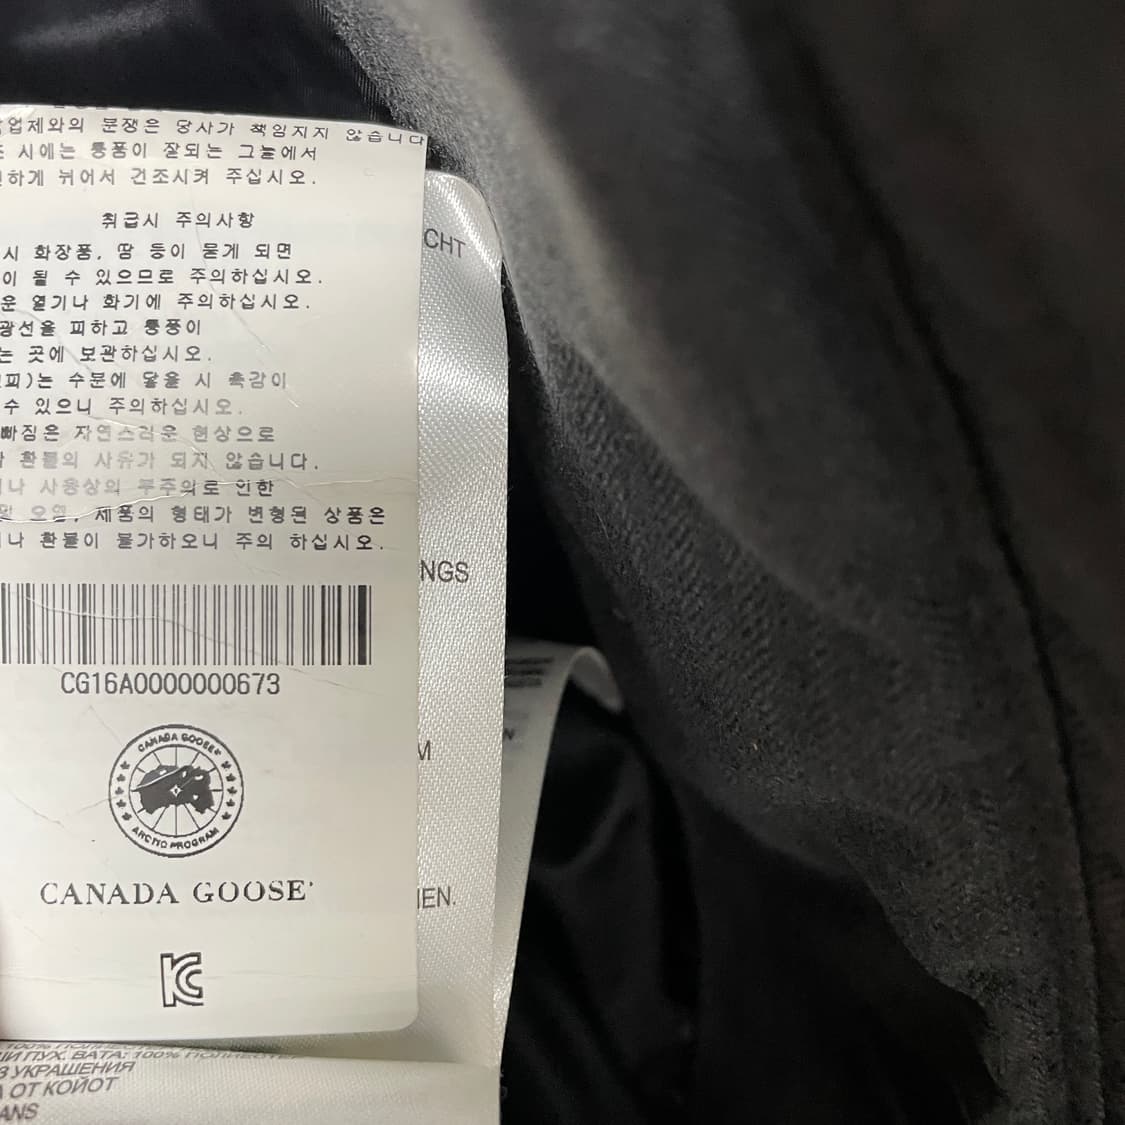 업체와의 분쟁은 당사가 책임지지 않습니다
시에는 통풍이 잘되는 그늘에서
하게 뉘어서 건조시켜 주십시오.
취급시 주의사항
시 화장품, 땀 등이 묻게 되면
이 될 수 있으므로 주의하십시오.
운 열기나 화기에 주의하십시오.
광선을 피하고 통풍이
는 곳에 보관하십시오.
피)는 수분에 닿을 시 촉감이
수 있으니 주의하십시오.
빠짐은 자연스러운 현상으로
환불의 사유가 되지 않습니다.
나 사용상의 부주의로 인한
오염, 제품의 형태가 변형된 상품은
나 환불이 불가하오니 주의 하십시오.
CG16A0000000673
CANADA GOOSE
ARCTIC PROGRAM
CANADA GOOSE
KC
CHT
NGS
M
IEN.
N
ШИ ПУХ. ВАТА: 100% ПОЛИЭСТЕР
З УКРАШЕНИЯ
А ОТ КОЙОТ
ANS